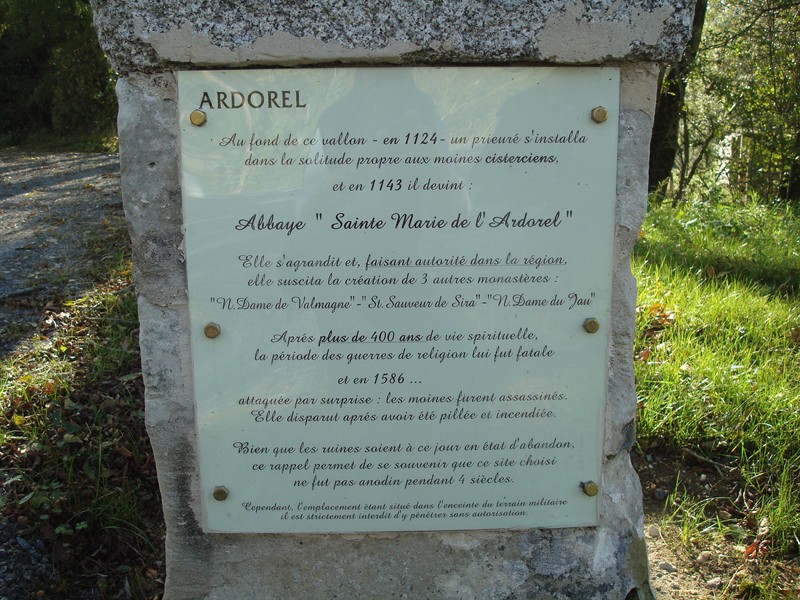 ARDOREL
Au fond de ce vallon - en 1124 - un prieuré s'installa
dans la solitude propre aux moines cisterciens,
et en 1143 il devint :
Abbaye " Sainte Marie de l'Ardorel "
Elle s'agrandit et, faisant autorité dans la région,
elle suscita la création de 3 autres monastères :
"N.Dame de Valmagne"-"St.Sauveur de Sira"-"N.Dame du Jau"
Aprés plus de 400 ans de vie spirituelle,
la période des guerres de religion lui fut fatale
et en 1586 ...
attaquée par surprise : les moines furent assassinés.
Elle disparut aprés avoir été pillée et incendiée.
Bien que les ruines soient à ce jour en état d'abandon,
ce rappel permet de se souvenir que ce site choisi
ne fut pas anodin pendant 4 siècles.
Cependant, l'emplacement étant situé dans l'enceinte du terrain militaire
il est strictement interdit d'y pénétrer sans autorisation.